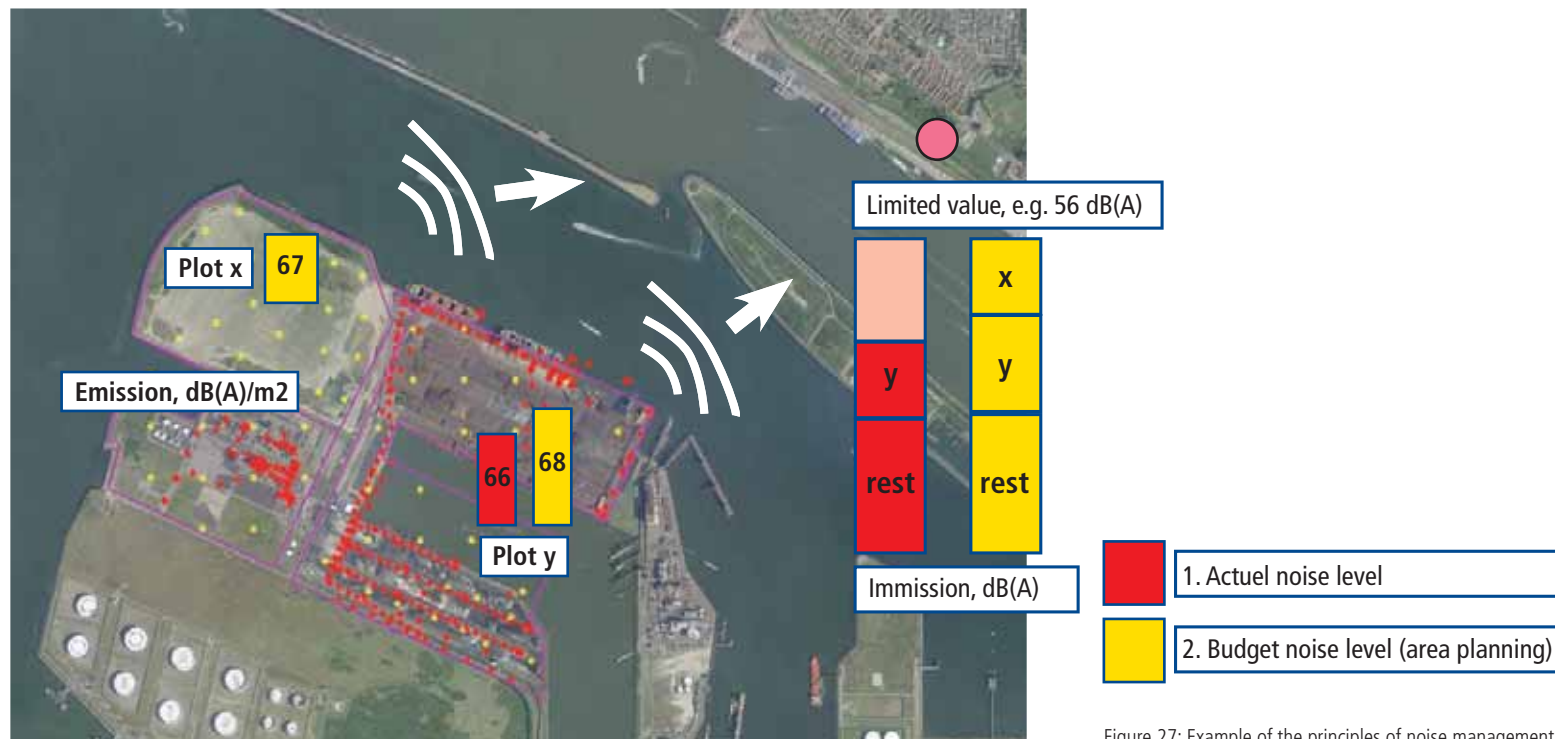 Limited value, e.g. 56 dB(A)
Plot x
67
x
Emission, dB(A)/m2
y
y
66
68
rest
rest
Plot y
Immission, dB(A)
1. Actuel noise level
2. Budget noise level (area planning)
Figure 27: Example of the principles of noise management